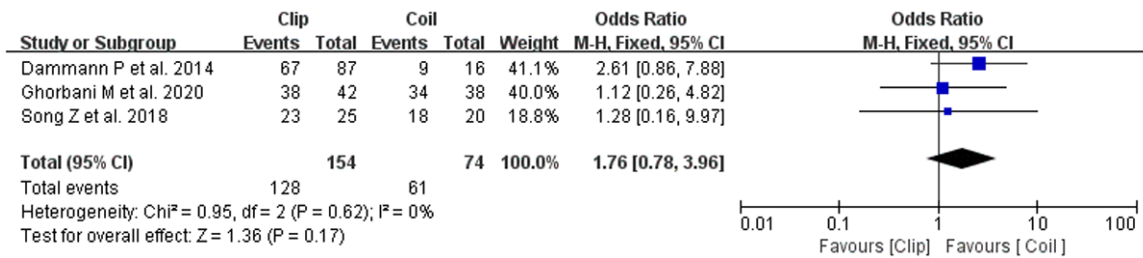 Clip Coil Odds Ratio Odds Ratio
Study or Subgroup Events Total Events Total Weight M-H, Fixed, 95% CI M-H, Fixed, 95% CI
Dammann P et al. 2014 67 87 9 16 41.1% 2.61 [0.86, 7.88]
Ghorbani M et al. 2020 38 42 34 38 40.0% 1.12 [0.26, 4.82]
Song Z et al. 2018 23 25 18 20 18.8% 1.28 [0.16, 9.97]
Total (95% CI) 154 74 100.0% 1.76 [0.78, 3.96]
Total events 128 61
Heterogeneity: Chi² = 0.95, df = 2 (P = 0.62); I² = 0%
Test for overall effect: Z = 1.36 (P = 0.17)
0.01 0.1 1 10 100
Favours [Clip] Favours [ Coil ]